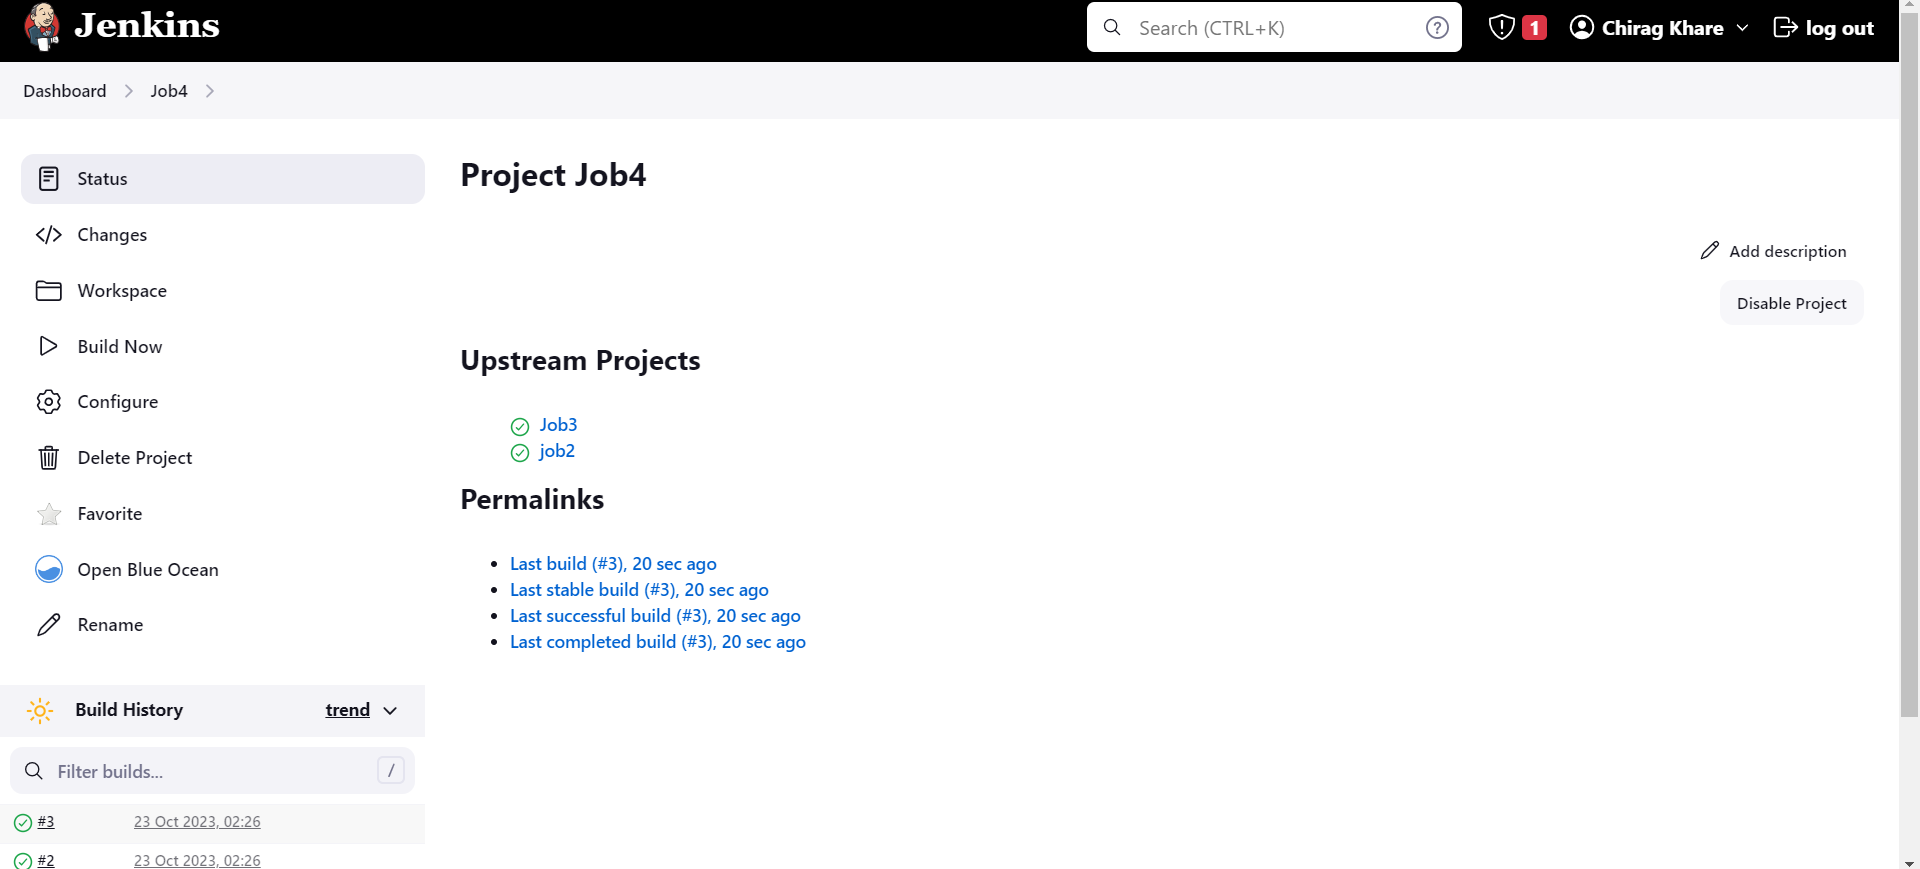 Jenkins
Search (CTRL+K)
1
Chirag Khare
log out
Dashboard
Job4
Status
Changes
Workspace
Build Now
Configure
Delete Project
Favorite
Open Blue Ocean
Rename
Build History
trend
Filter builds...
/
#3 23 Oct 2023, 02:26
#2 23 Oct 2023, 02:26
Project Job4
Add description
Disable Project
Upstream Projects
Job3
job2
Permalinks
Last build (#3), 20 sec ago
Last stable build (#3), 20 sec ago
Last successful build (#3), 20 sec ago
Last completed build (#3), 20 sec ago